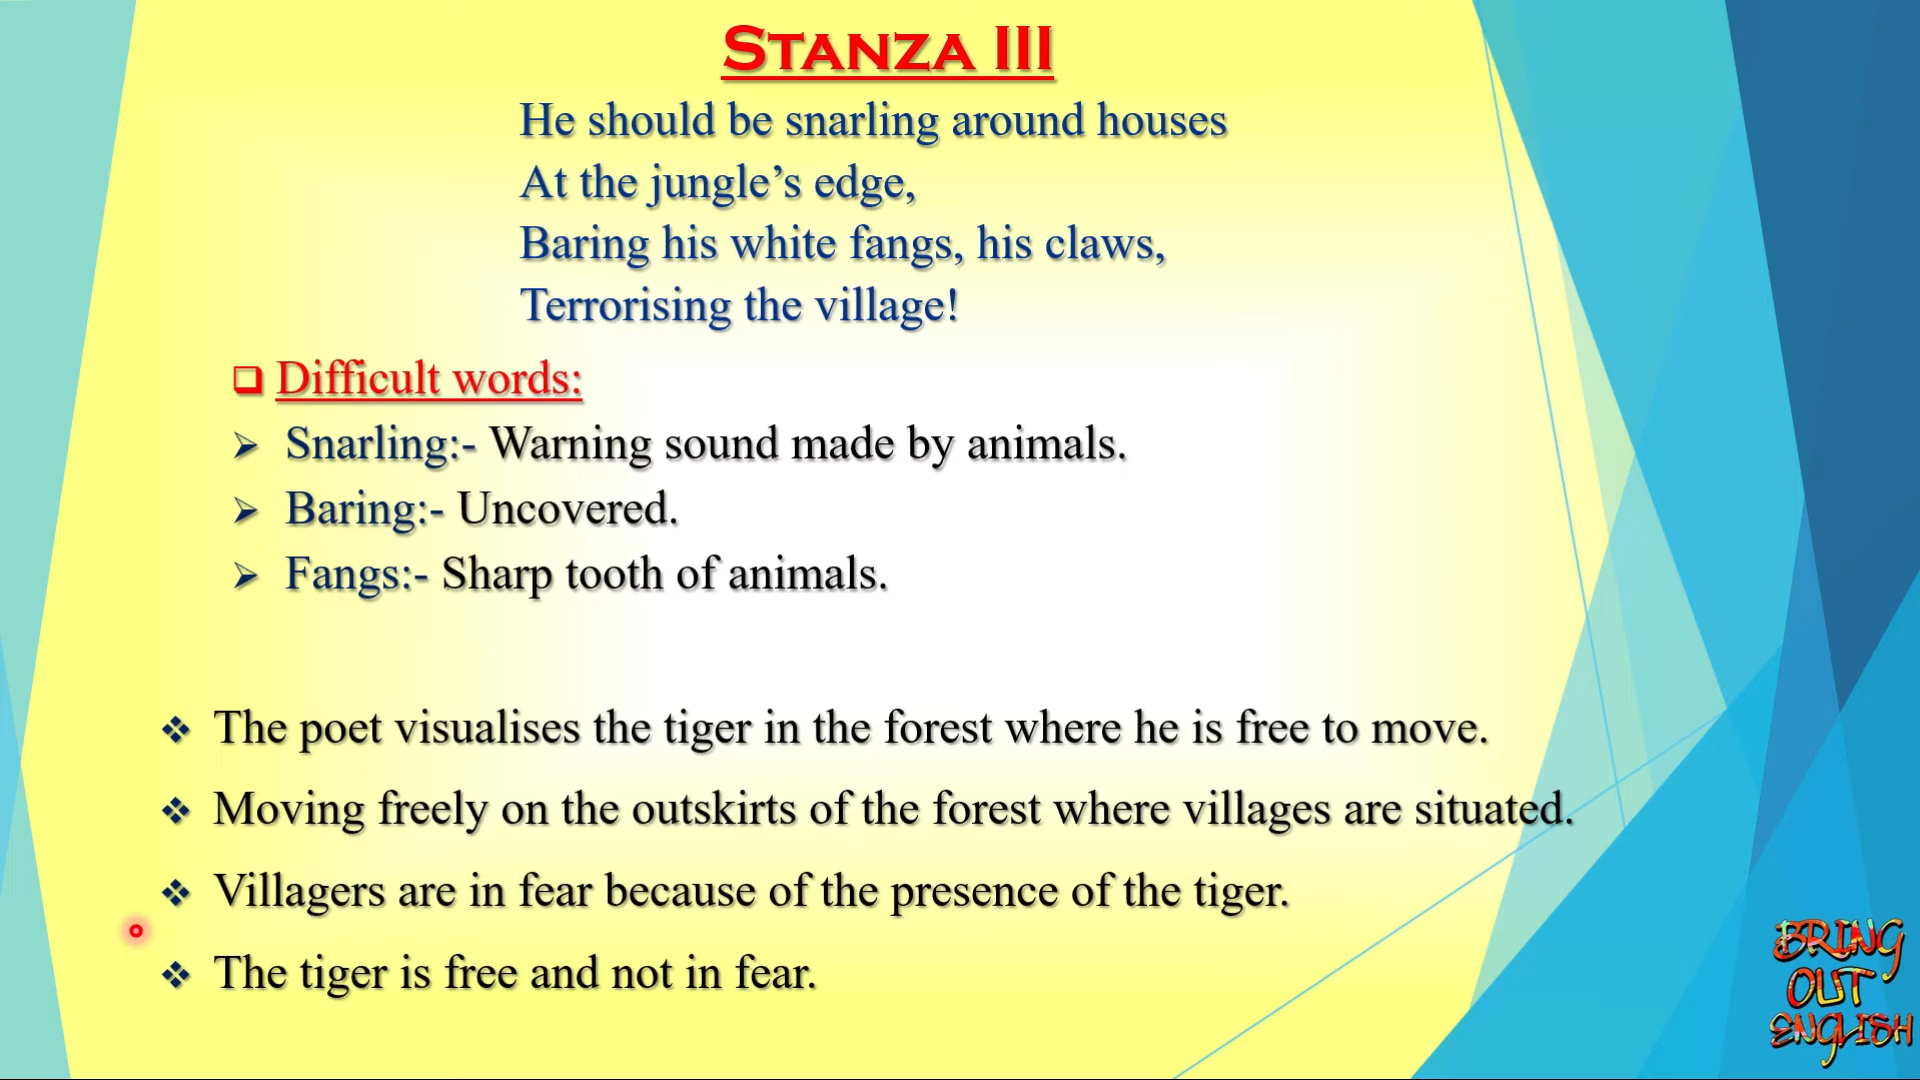 STANZA III
He should be snarling around houses
At the jungle’s edge,
Baring his white fangs, his claws,
Terrorising the village!
Difficult words:
Snarling:- Warning sound made by animals.
Baring:- Uncovered.
Fangs:- Sharp tooth of animals.
The poet visualises the tiger in the forest where he is free to move.
Moving freely on the outskirts of the forest where villages are situated.
Villagers are in fear because of the presence of the tiger.
The tiger is free and not in fear.
BRING
OUT
ENGLISH